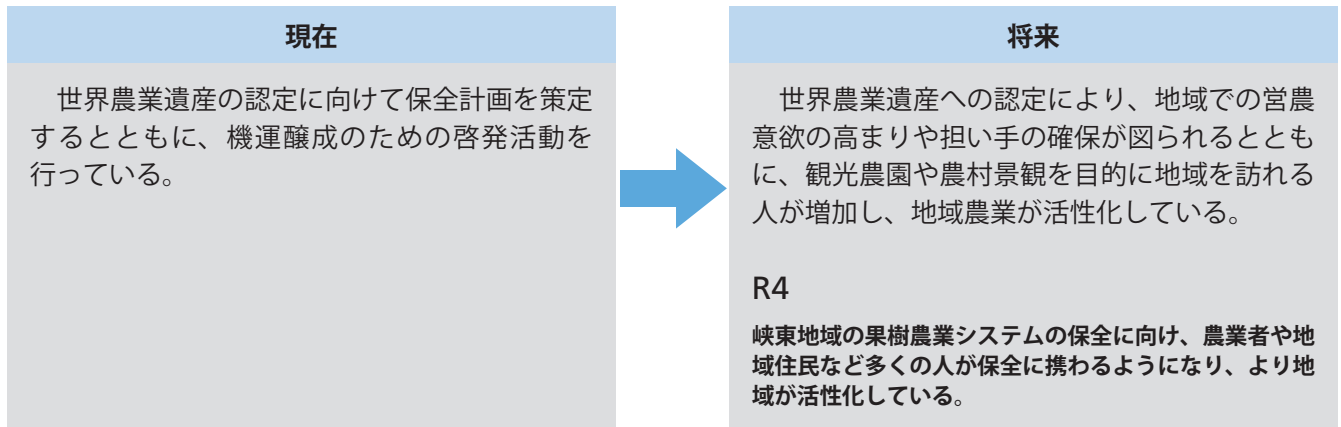 現在
世界農業遺産の認定に向けて保全計画を策定
するとともに、機運醸成のための啓発活動を
行っている。
将来
世界農業遺産への認定により、地域での営農
意欲の高まりや担い手の確保が図られるととも
に、観光農園や農村景観を目的に地域を訪れる
人が増加し、地域農業が活性化している。
R4
峡東地域の果樹農業システムの保全に向け、農業者や地
域住民など多くの人が保全に携わるようになり、より地
域が活性化している。